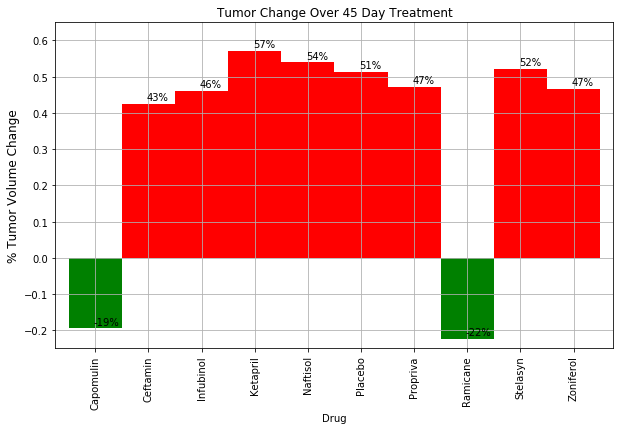 Tumor Change Over 45 Day Treatment
% Tumor Volume Change
0.6
0.5
0.4
0.3
0.2
0.1
0.0
−0.1
−0.2
-19%
43%
46%
57%
54%
51%
47%
-22%
52%
47%
Capomulin
Ceftamin
Infubinol
Ketapril
Naftisol
Placebo
Propriva
Ramicane
Stelasyn
Zoniferol
Drug